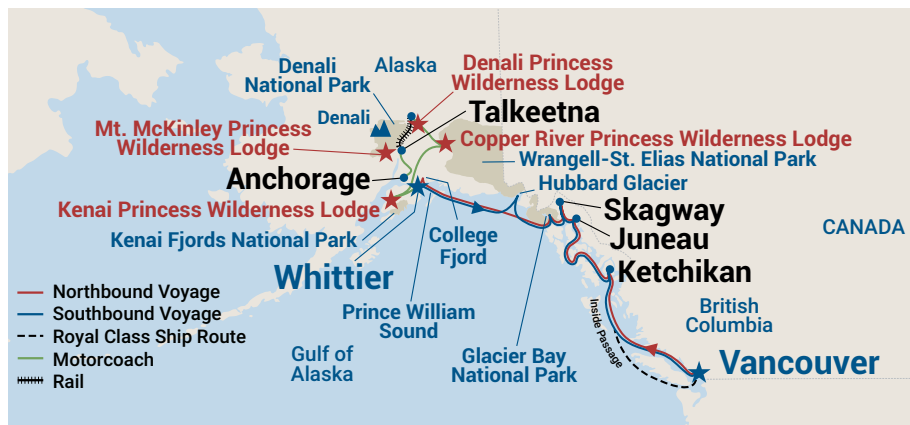 Denali
National Park
Alaska
Denali Princess
Wilderness Lodge
Denali
Talkeetna
Mt. McKinley Princess
Wilderness Lodge
Copper River Princess Wilderness Lodge
Wrangell-St. Elias National Park
Anchorage
Hubbard Glacier
Kenai Princess Wilderness Lodge
Skagway
Kenai Fjords National Park
College
Fjord
Juneau
CANADA
Whittier
Ketchikan
Northbound Voyage
Southbound Voyage
Royal Class Ship Route
Motorcoach
Rail
Prince William
Sound
Inside Passage
British
Columbia
Gulf of
Alaska
Glacier Bay
National Park
Vancouver